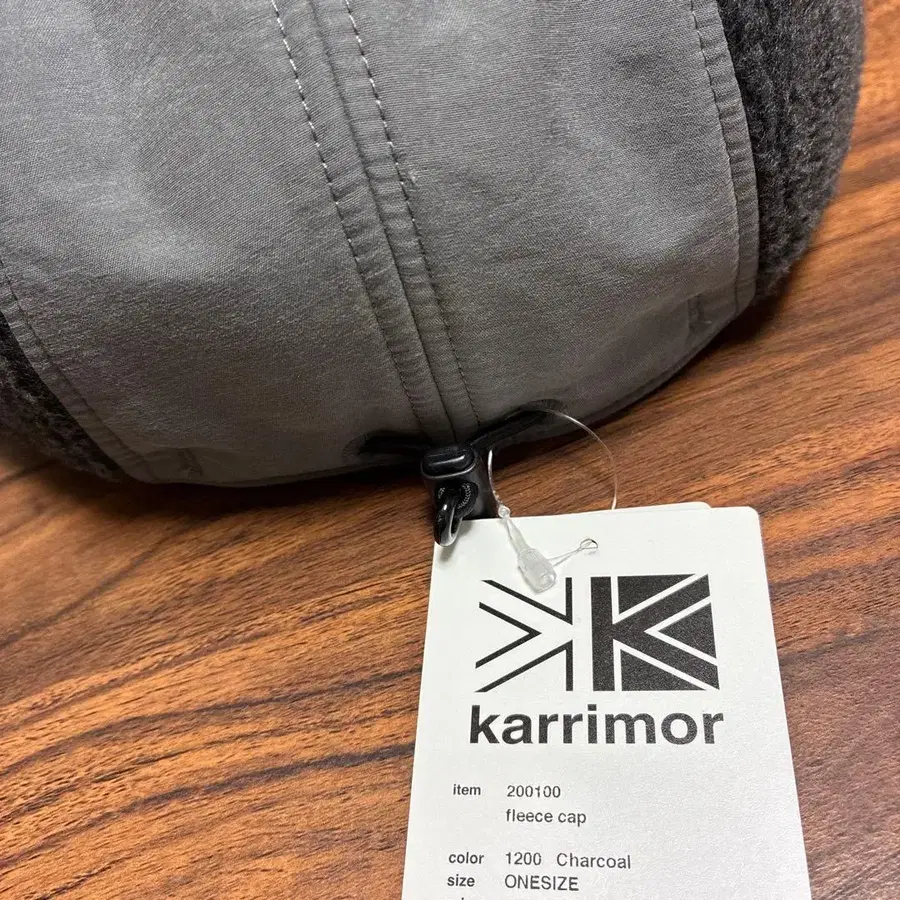 karrimor
item 200100
fleece cap
color 1200 Charcoal
size ONESIZE